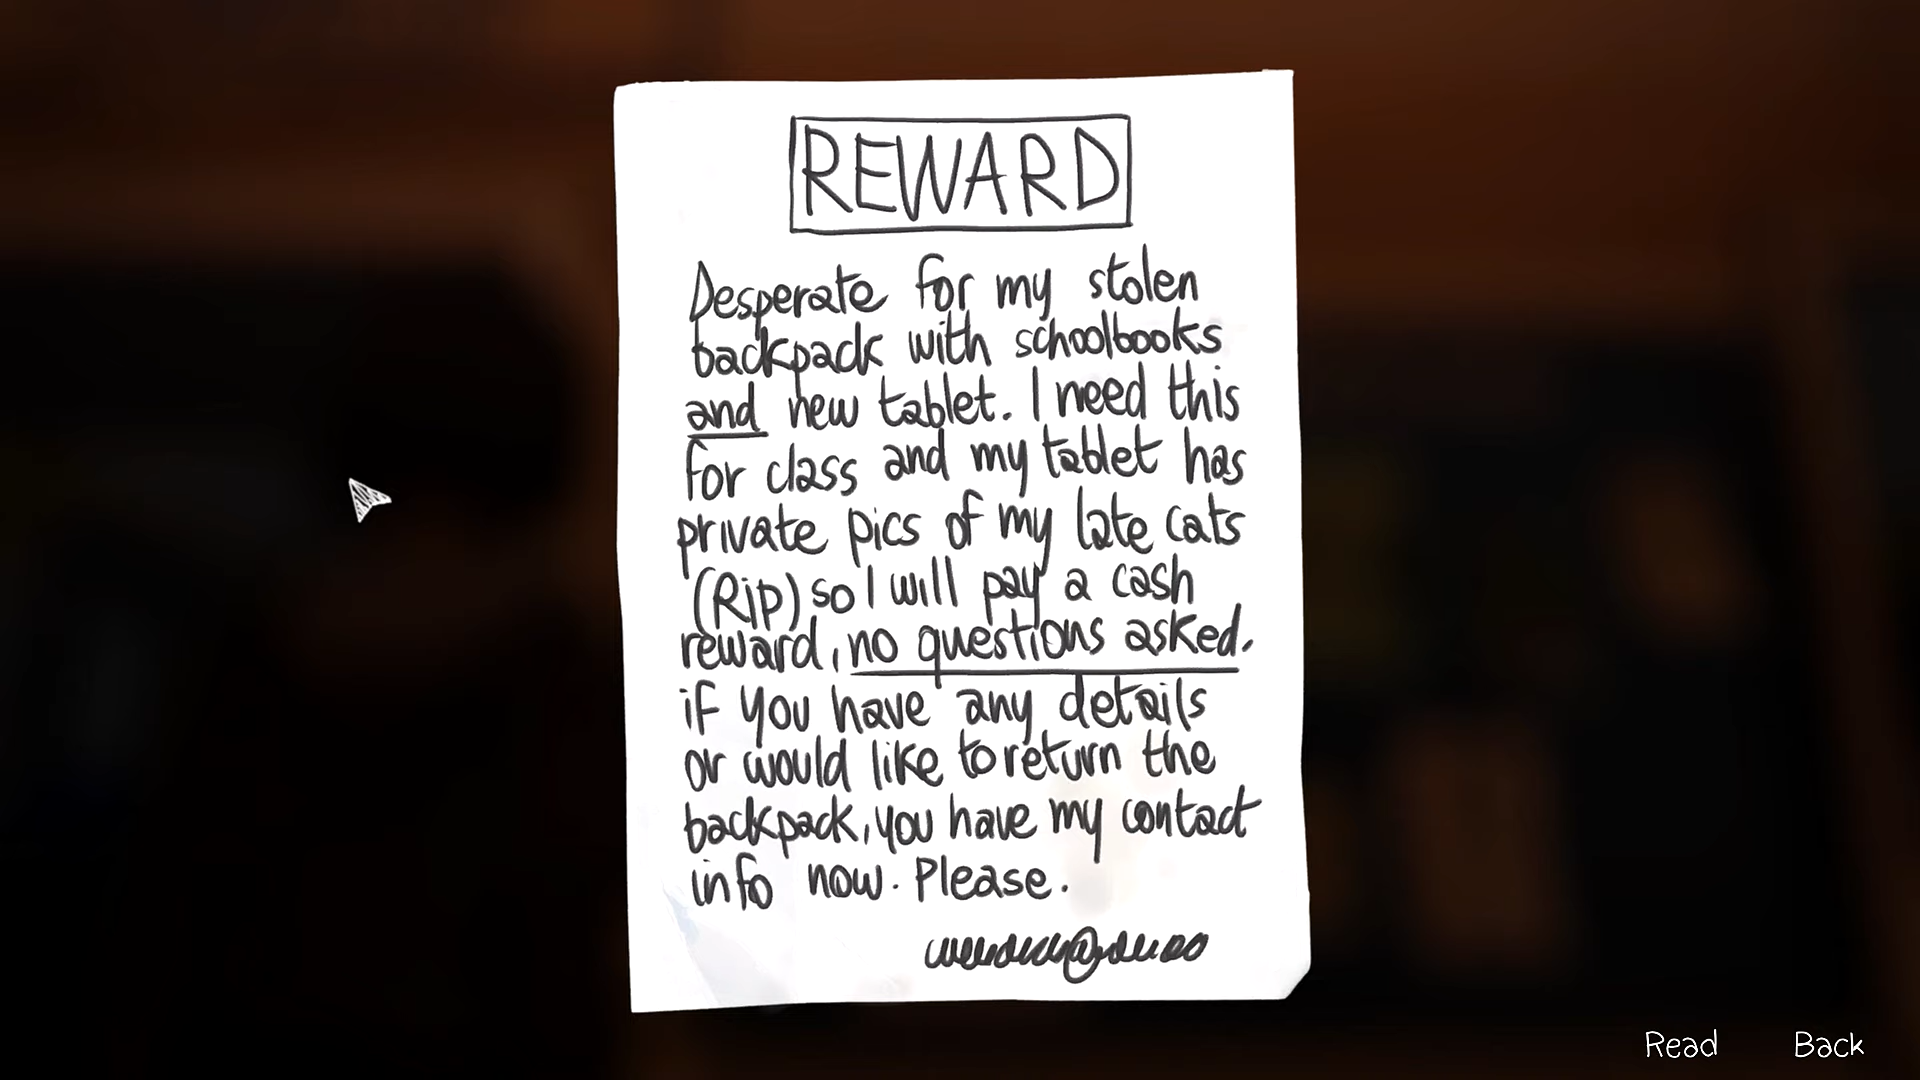 REWARD
Desperate for my stolen
backpack with schoolbooks
and new tablet. I need this
for class and my tablet has
private pics of my late cats
(RiP) so I will pay a cash
reward, no questions asked.
if you have any details
or would like to return the
backpack, you have my contact
info now. Please.
Read
Back